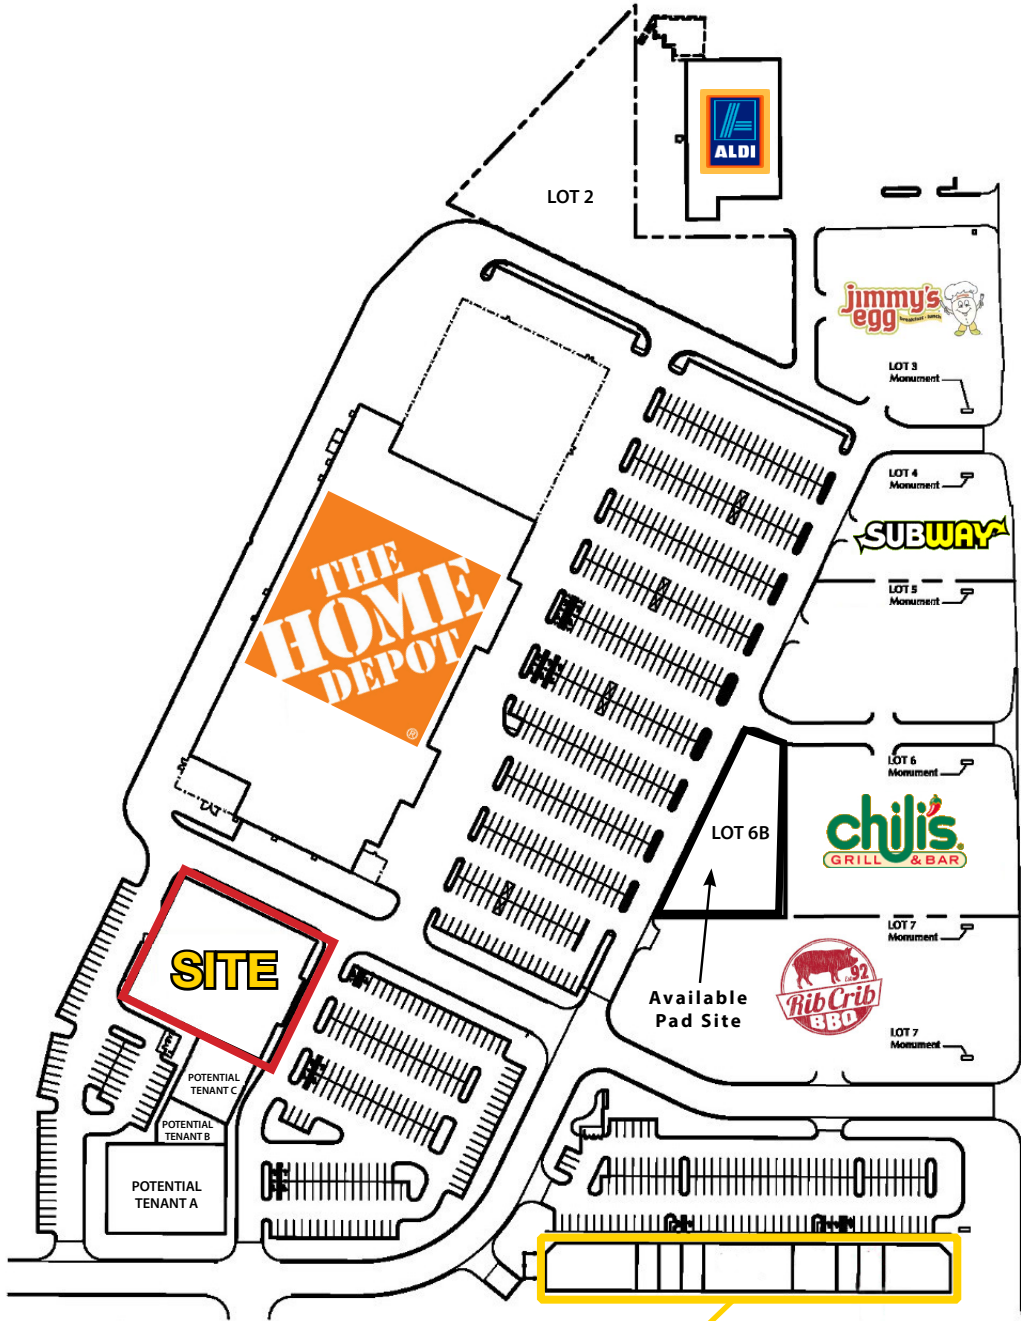 ALDI
LOT 2
jimmy's
egg
breakfast • lunch
LOT 3
Monument
LOT 4
Monument
SUBWAY
LOT 5
Monument
THE
HOME
DEPOT
®
LOT 6
Monument
LOT 6B
chili's
GRILL & BAR
LOT 7
Monument
SITE
92
Rib Crib
BBQ
Available
Pad Site
LOT 7
Monument
POTENTIAL
TENANT C
POTENTIAL
TENANT B
POTENTIAL
TENANT A